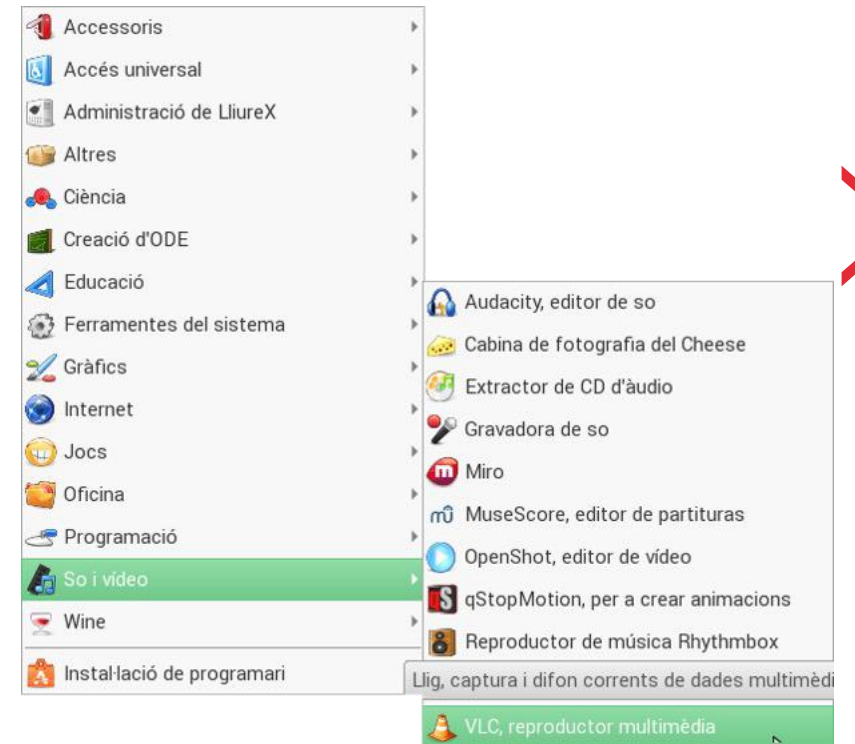 Accessoris
Accés universal
Administració de LliureX
Altres
Ciència
Creació d'ODE
Educació
Ferramentes del sistema
Gràfics
Internet
Jocs
Oficina
Programació
So i vídeo
Wine
Instal·lació de programari
Audacity, editor de so
Cabina de fotografia del Cheese
Extractor de CD d'àudio
Gravadora de so
Miro
MuseScore, editor de partituras
OpenShot, editor de vídeo
qStopMotion, per a crear animacions
Reproductor de música Rhythmbox
Llig, captura i difon corrents de dades multimèdi
VLC, reproductor multimèdia